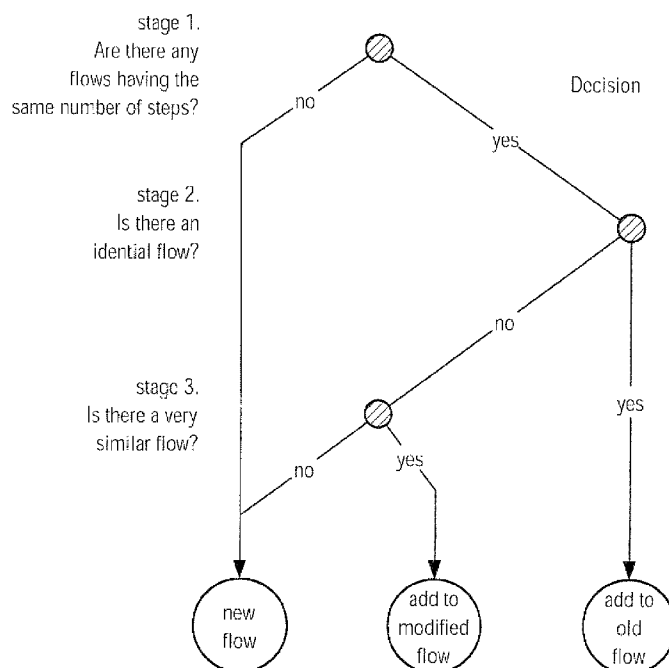 stage 1.
Are there any
flows having the
same number of steps?
Decision
no
yes
stage 2.
Is there an
idential flow?
no
stage 3.
Is there a very
similar flow?
yes
no
yes
new
flow
add to
modified
flow
add to
old
flow